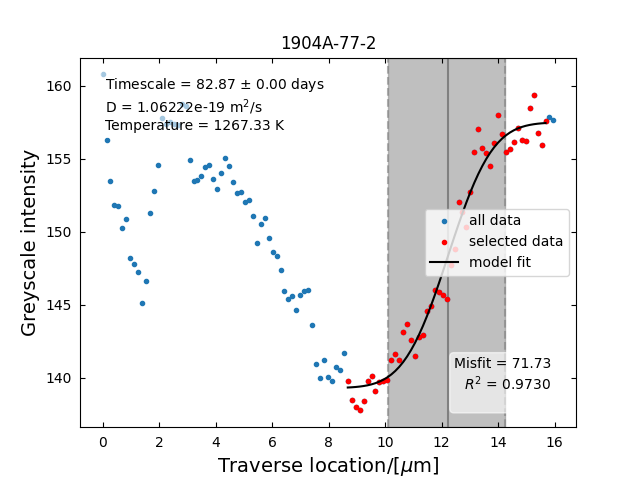 1904A-77-2
Timescale = 82.87 ± 0.00 days
D = 1.06222e-19 m²/s
Temperature = 1267.33 K
160
155
150
145
140
Greyscale intensity
all data
selected data
model fit
Misfit = 71.73
R² = 0.9730
0 2 4 6 8 10 12 14 16
Traverse location/[μm]